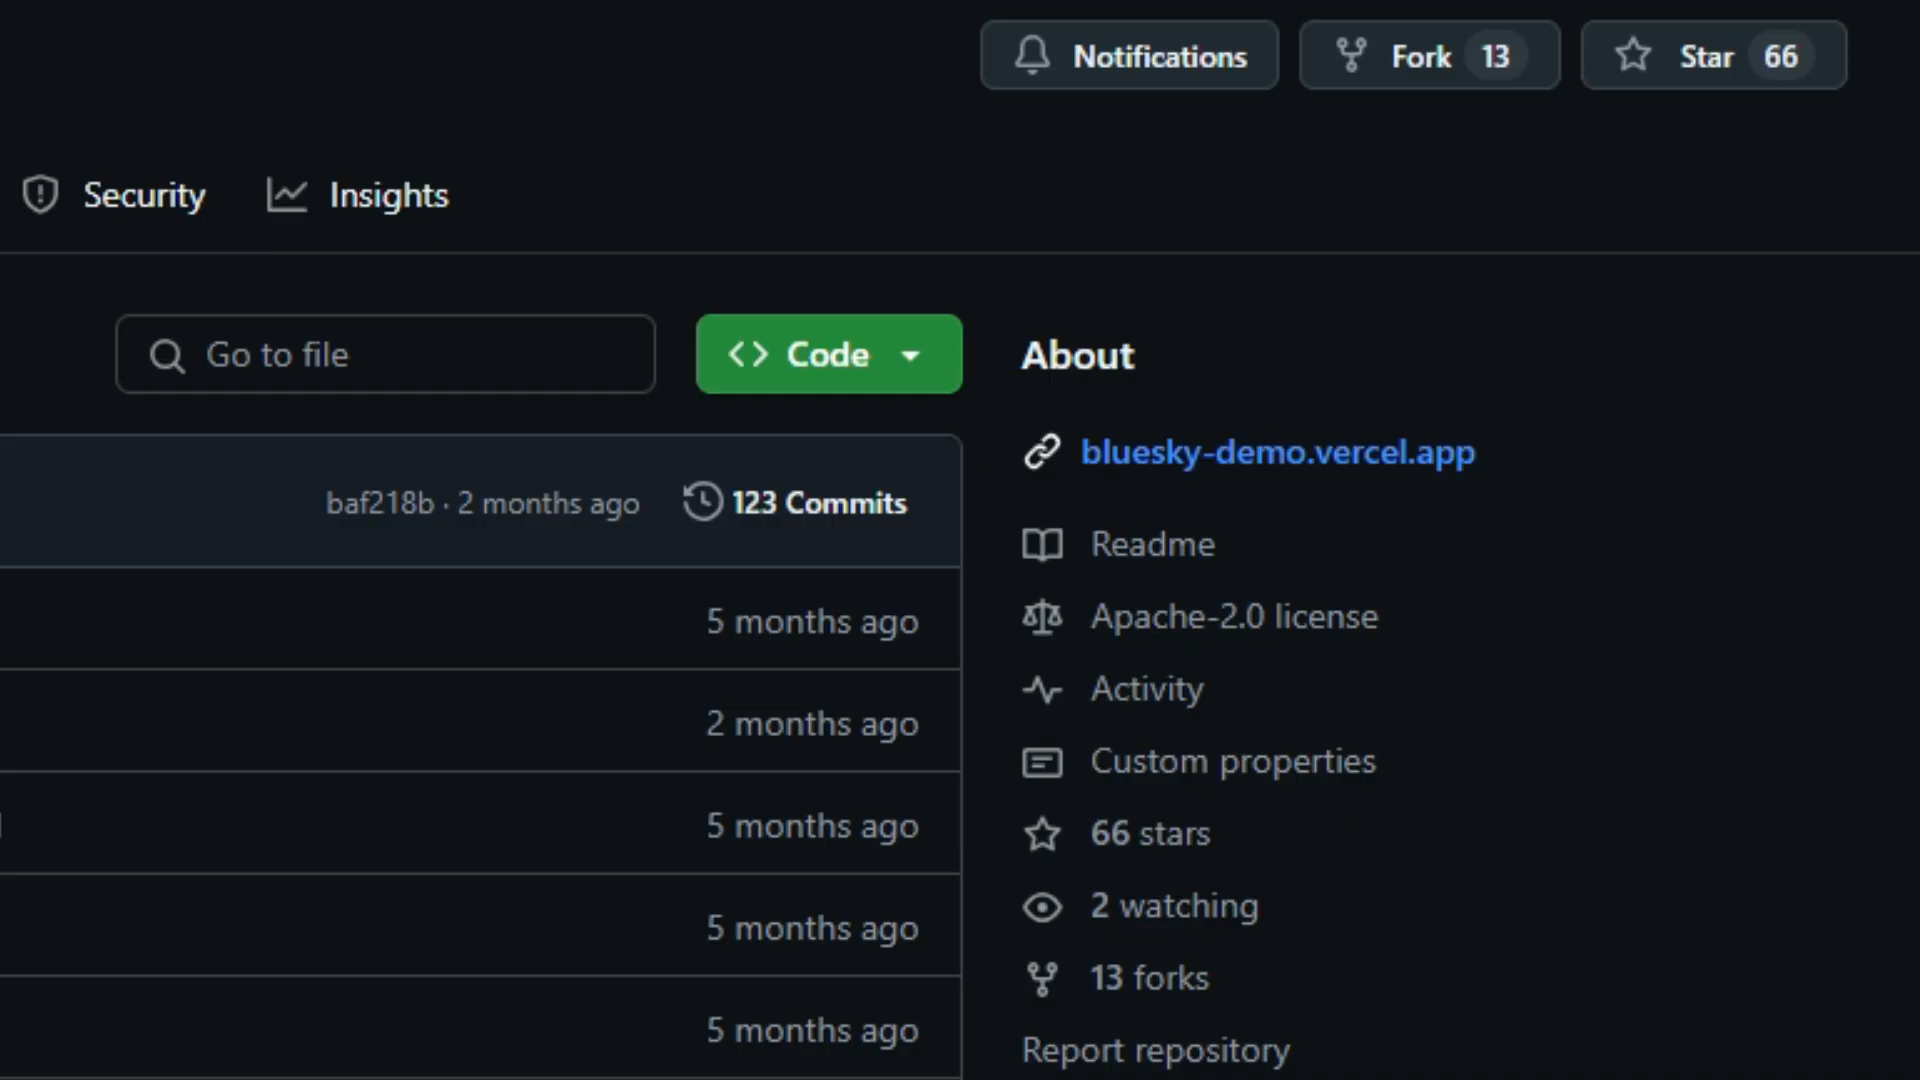 Notifications
Fork 13
Star 66
Security
Insights
Go to file
Code
About
bluesky-demo.vercel.app
baf218b · 2 months ago
123 Commits
Readme
5 months ago
Apache-2.0 license
Activity
2 months ago
Custom properties
5 months ago
66 stars
2 watching
5 months ago
13 forks
5 months ago
Report repository